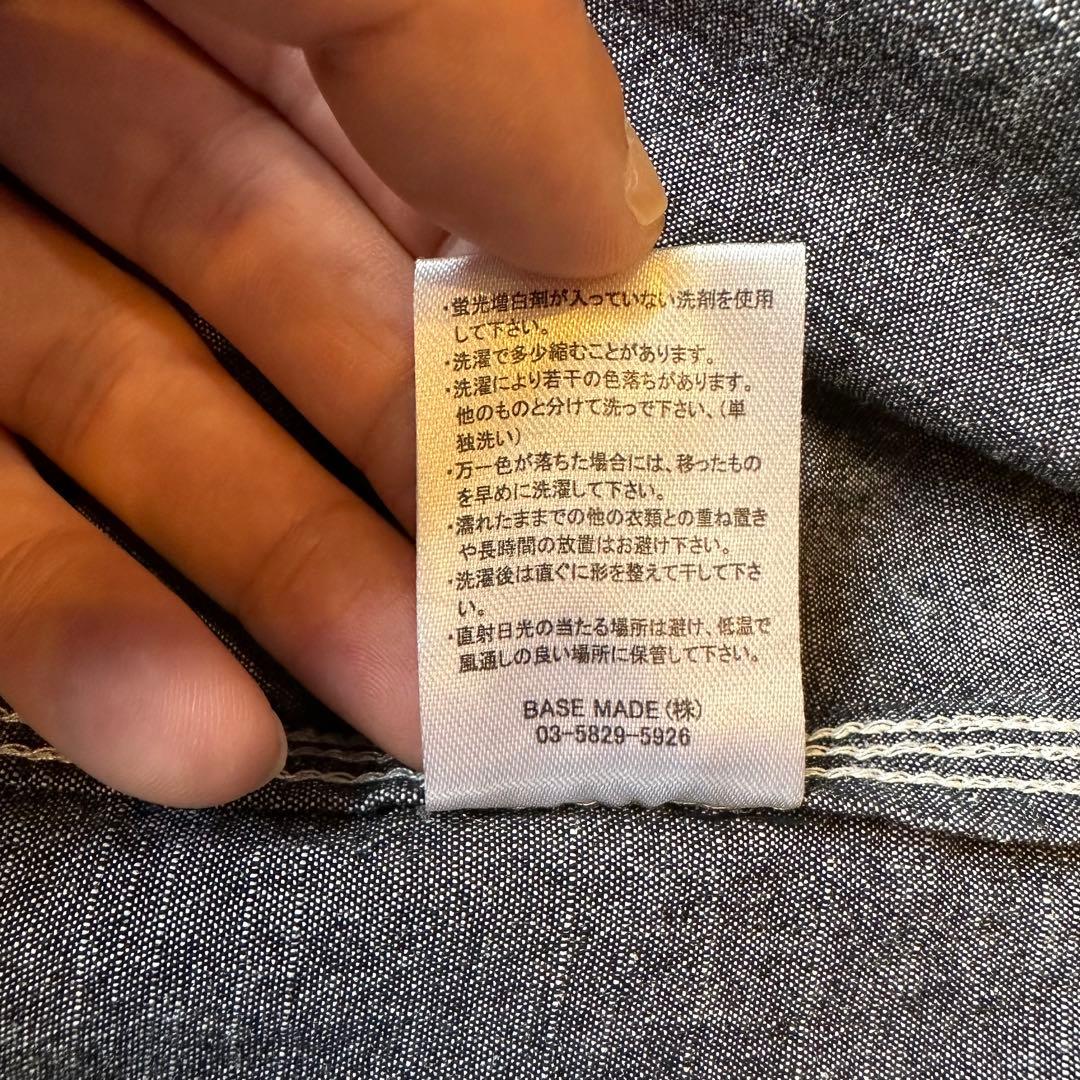 ・蛍光増白剤が入っていない洗剤を使用
して下さい。
・洗濯で多少縮むことがあります。
・洗濯により若干の色落ちがあります。
他のものと分けて洗って下さい、(単
独洗い)
・万一色が落ちた場合には、移ったもの
を早めに洗濯して下さい。
・濡れたままでの他の衣類との重ね置き
や長時間の放置はお避け下さい。
・洗濯後は直ぐに形を整えて干して下さ
い。
・直射日光の当たる場所は避け、低温で
風通しの良い場所に保管して下さい。
BASE MADE(株)
03-5829-5926